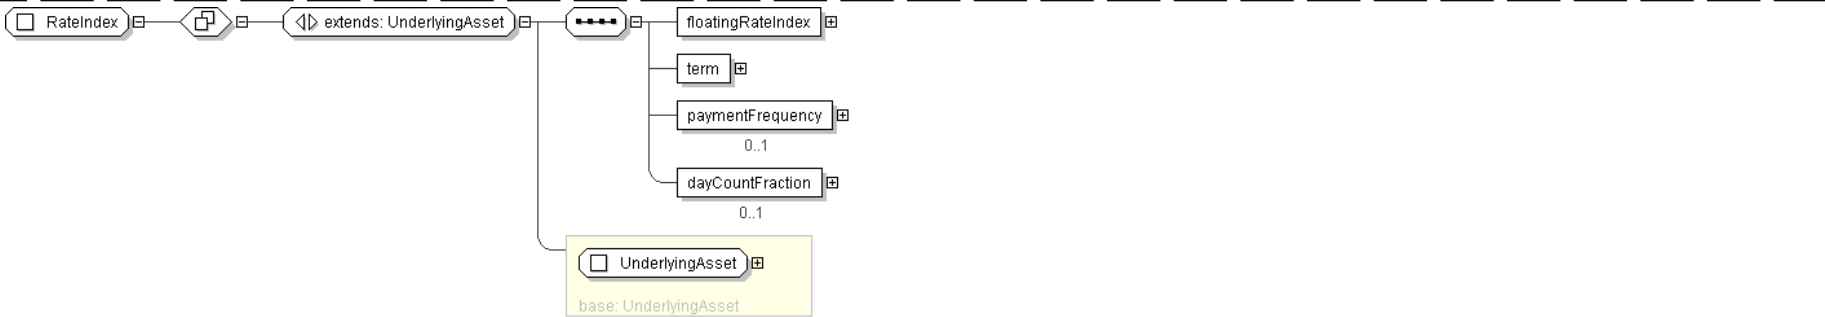 RateIndex
extends: UnderlyingAsset
floatingRateIndex
term
paymentFrequency
0..1
dayCountFraction
0..1
UnderlyingAsset
base: UnderlyingAsset